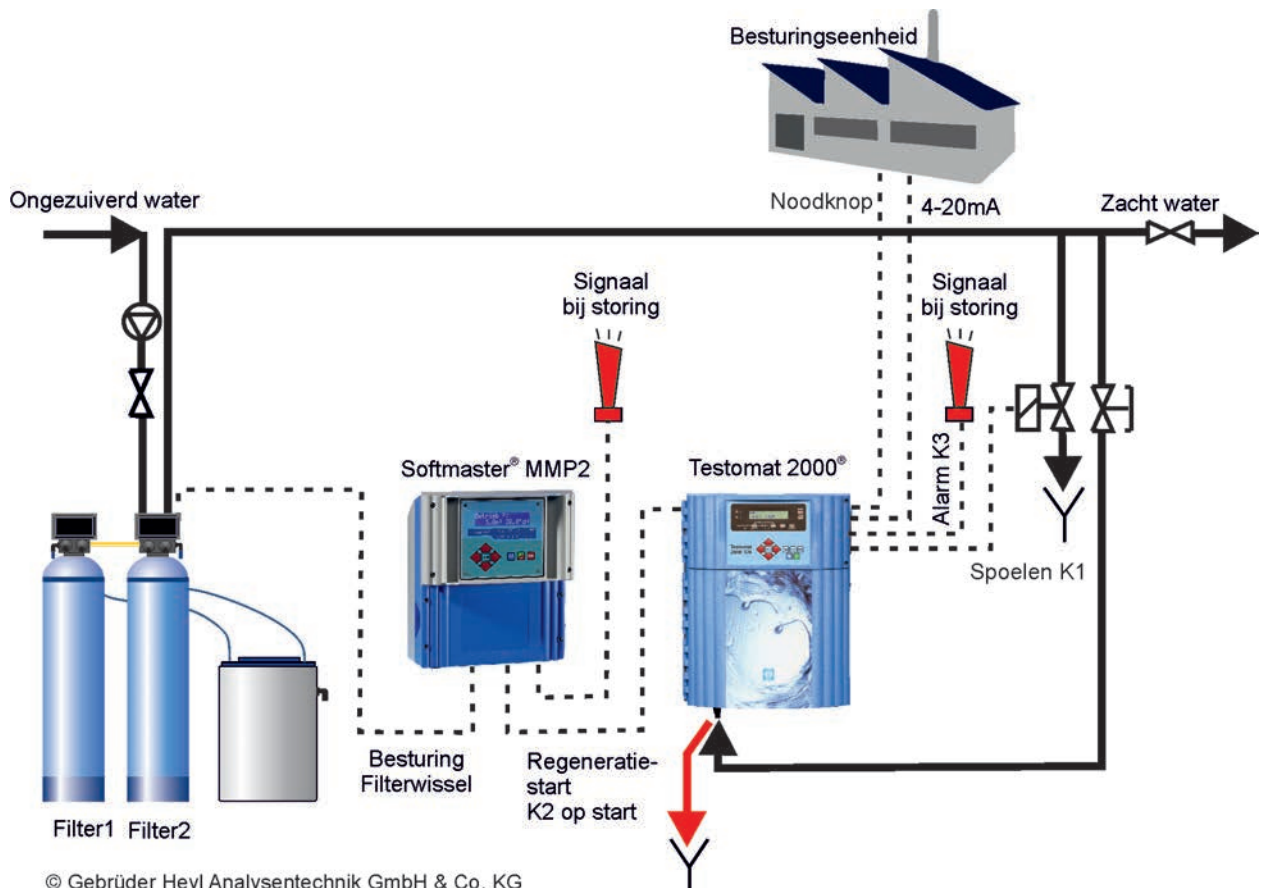 Besturingseenheid
Ongezuiverd water
Noodknop
4-20mA
Zacht water
Signaal
bij storing
Signaal
bij storing
Softmaster® MMP2
Testomat 2000®
Alarm K3
Spoelen K1
Besturing
Filterwissel
Regeneratie-
start
K2 op start
Filter1
Filter2
© Gebrüder Heyl Analysentechnik GmbH & Co. KG